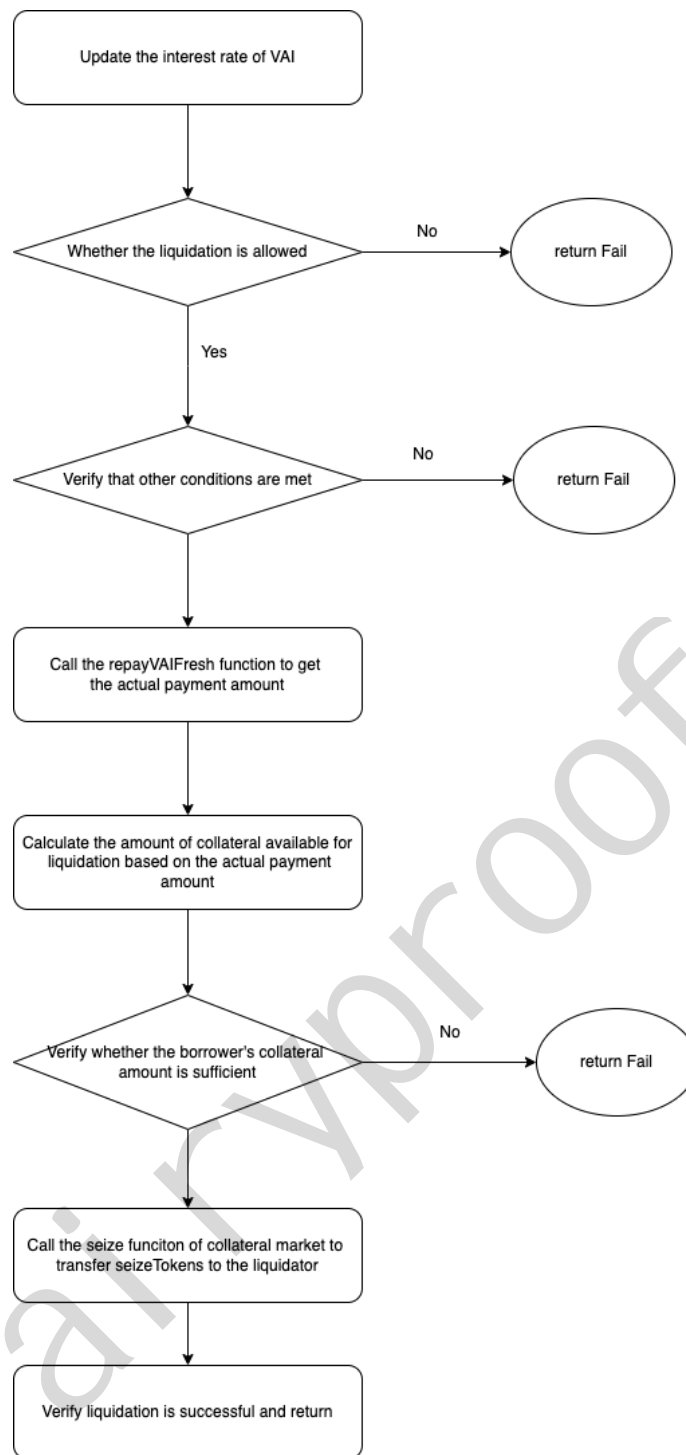 Update the interest rate of VAI
Whether the liquidation is allowed
No
return Fail
Yes
Verify that other conditions are met
No
return Fail
Call the repayVAIFresh function to get
the actual payment amount
Calculate the amount of collateral available for
liquidation based on the actual payment
amount
Verify whether the borrower's collateral
amount is sufficient
No
return Fail
Call the seize funciton of collateral market to
transfer seizeTokens to the liquidator
Verify liquidation is successful and return
airyproof